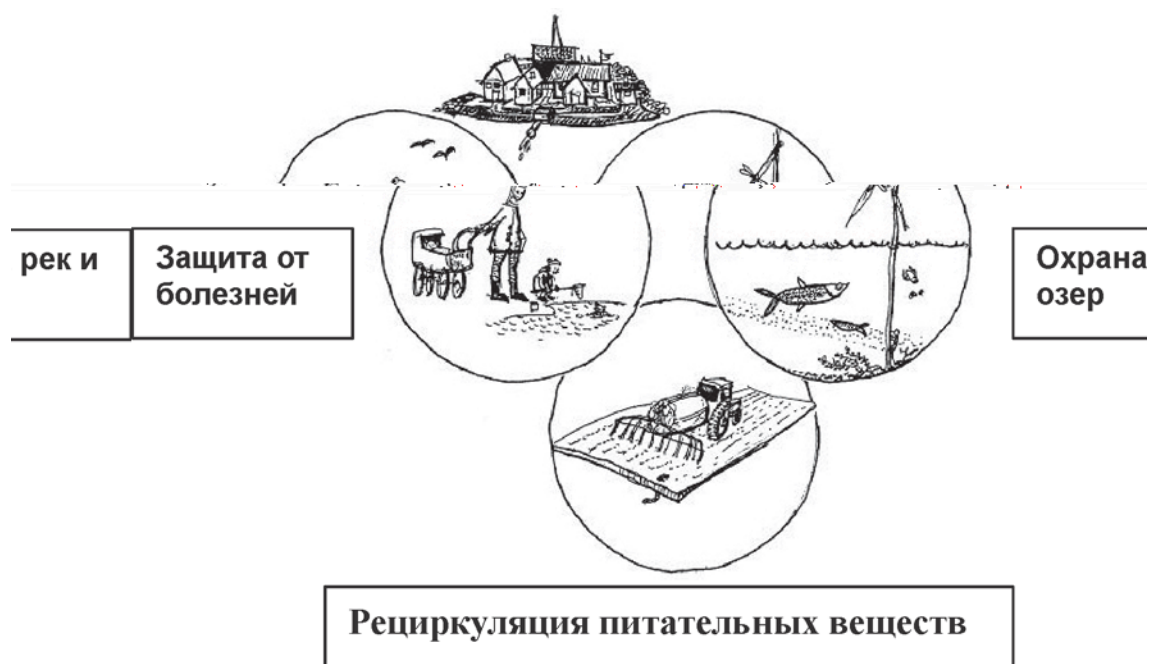 рек и
Защита от
болезней
Охрана
озер
Рециркуляция питательных веществ